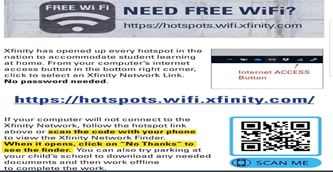 FREE WiFi
NEED FREE WiFi?
https://hotspots.wifi.xfinity.com
Xfinity has opened up every hotspot in the
nation to accommodate student learning
at home. From your computer's internet
access button in the bottom right corner,
click to select an Xfinity Network Link.
No password needed.
Internet ACCESS
Button
https://hotspots.wifi.xfinity.com/
If your computer will not connect to the
Xfinity Network, follow the hotspot link
above or scan the code with your phone
to view the Xfinity Network Finder.
When it opens, click on "No Thanks" to
see the finder. You can also try parking at
your child's school to download any needed
documents and then work offline
to complete the work.
SCAN ME